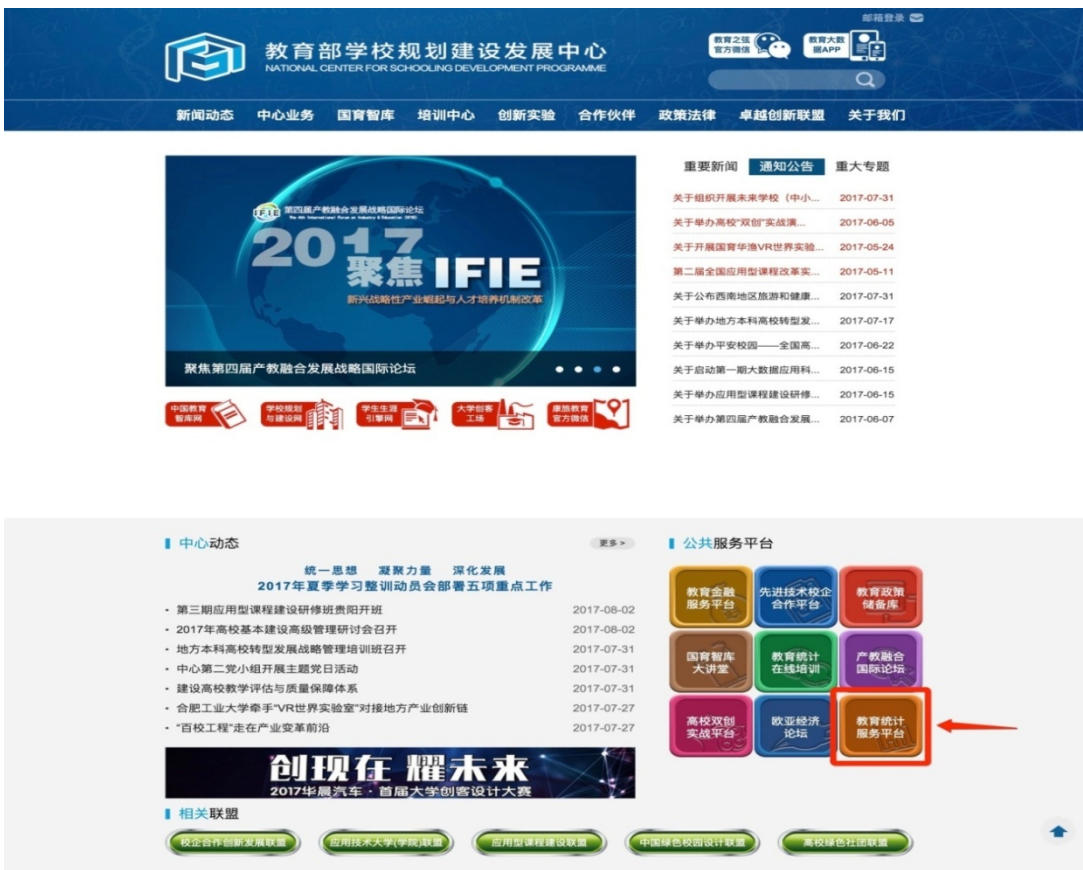 邮箱登录
教育部学校规划建设发展中心
NATIONAL CENTER FOR SCHOOLING DEVELOPMENT PROGRAMME
教育之弦
官方微信
教育大数
据APP
新闻动态 中心业务 国育智库 培训中心 创新实验 合作伙伴 政策法律 卓越创新联盟 关于我们
IFIE 第四届产教融合发展战略国际论坛
2017
聚焦 IFIE
新兴战略性产业崛起与人才培养机制改革
聚焦第四届产教融合发展战略国际论坛
重要新闻 通知公告 重大专题
关于组织开展未来学校（中小... 2017-07-31
关于举办高校"双创"实战演... 2017-06-05
关于开展国育华渔VR世界实验... 2017-05-24
第二届全国应用型课程改革实... 2017-05-11
关于公布西南地区旅游和健康... 2017-07-31
关于举办地方本科高校转型发... 2017-07-17
关于举办平安校园——全国高... 2017-06-22
关于启动第一期大数据应用科... 2017-06-15
关于举办应用型课程建设研修... 2017-06-15
关于举办第四届产教融合发展... 2017-06-07
中国教育
智库网
学校规划
与建设网
学生生涯
引擎网
大学创客
工场
康旅教育
官方微信
中心动态 更多>
统一思想 凝聚力量 深化发展
2017年夏季学习整训动员会部署五项重点工作
· 第三期应用型课程建设研修班贵阳开班 2017-08-02
· 2017年高校基本建设高级管理研讨会召开 2017-08-02
· 地方本科高校转型发展战略管理培训班召开 2017-07-31
· 中心第二党小组开展主题党日活动 2017-07-31
· 建设高校教学评估与质量保障体系 2017-07-31
· 合肥工业大学牵手"VR世界实验室"对接地方产业创新链 2017-07-27
· "百校工程"走在产业变革前沿 2017-07-27
创现在 耀未来
2017华晨汽车·首届大学创客设计大赛
公共服务平台
教育金融
服务平台
先进技术校企
合作平台
教育政策
储备库
国育智库
大讲堂
教育统计
在线培训
产教融合
国际论坛
高校双创
实战平台
欧亚经济
论坛
教育统计
服务平台
相关联盟
校企合作创新发展联盟 应用技术大学(学院)联盟 应用型课程建设联盟 中国绿色校园设计联盟 高校绿色社团联盟